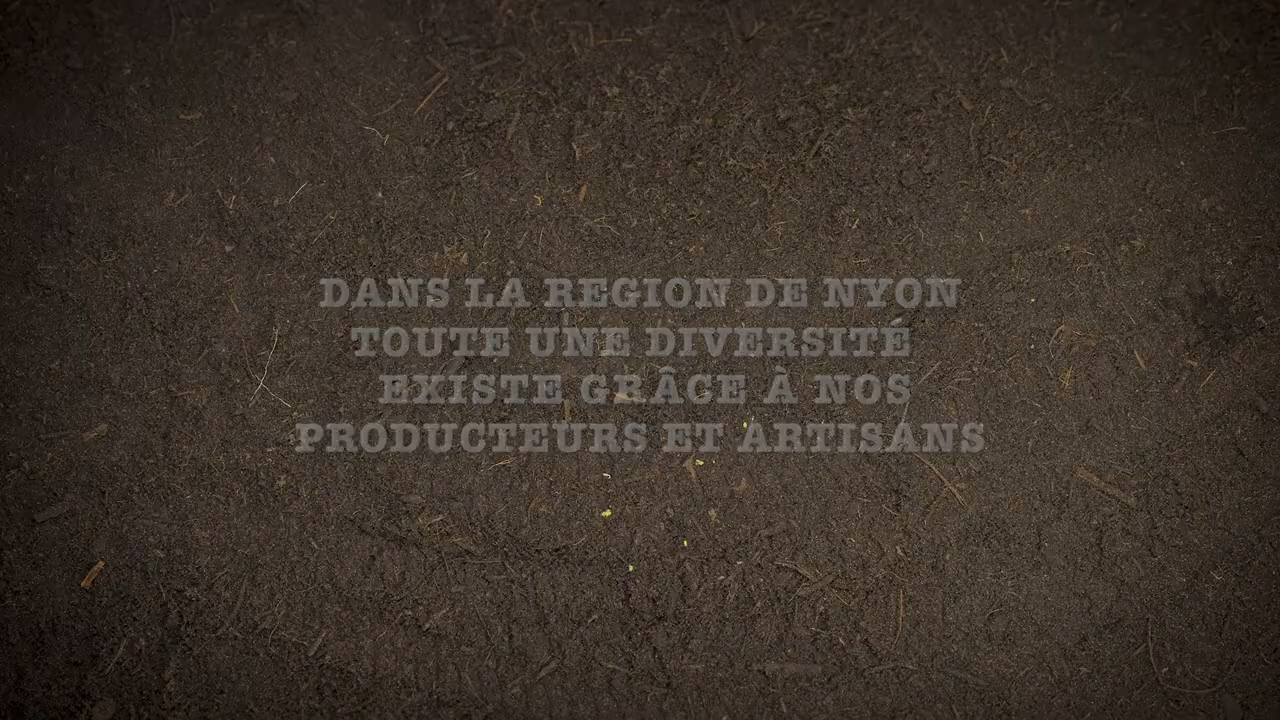 DANS LA REGION DE NYON
TOUTE UNE DIVERSITE
EXISTE GRÂCE À NOS
PRODUCTEURS ET ARTISANS